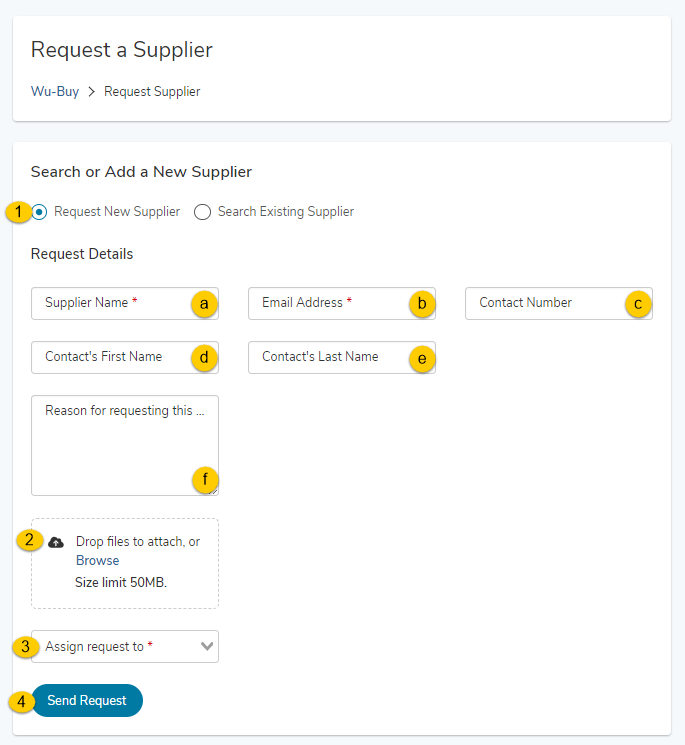 Request a Supplier
Wu-Buy > Request Supplier
Search or Add a New Supplier
1 Request New Supplier Search Existing Supplier
Request Details
Supplier Name * a Email Address * b Contact Number c
Contact's First Name d Contact's Last Name e
Reason for requesting this ...
f
2 Drop files to attach, or
Browse
Size limit 50MB.
3 Assign request to *
4 Send Request